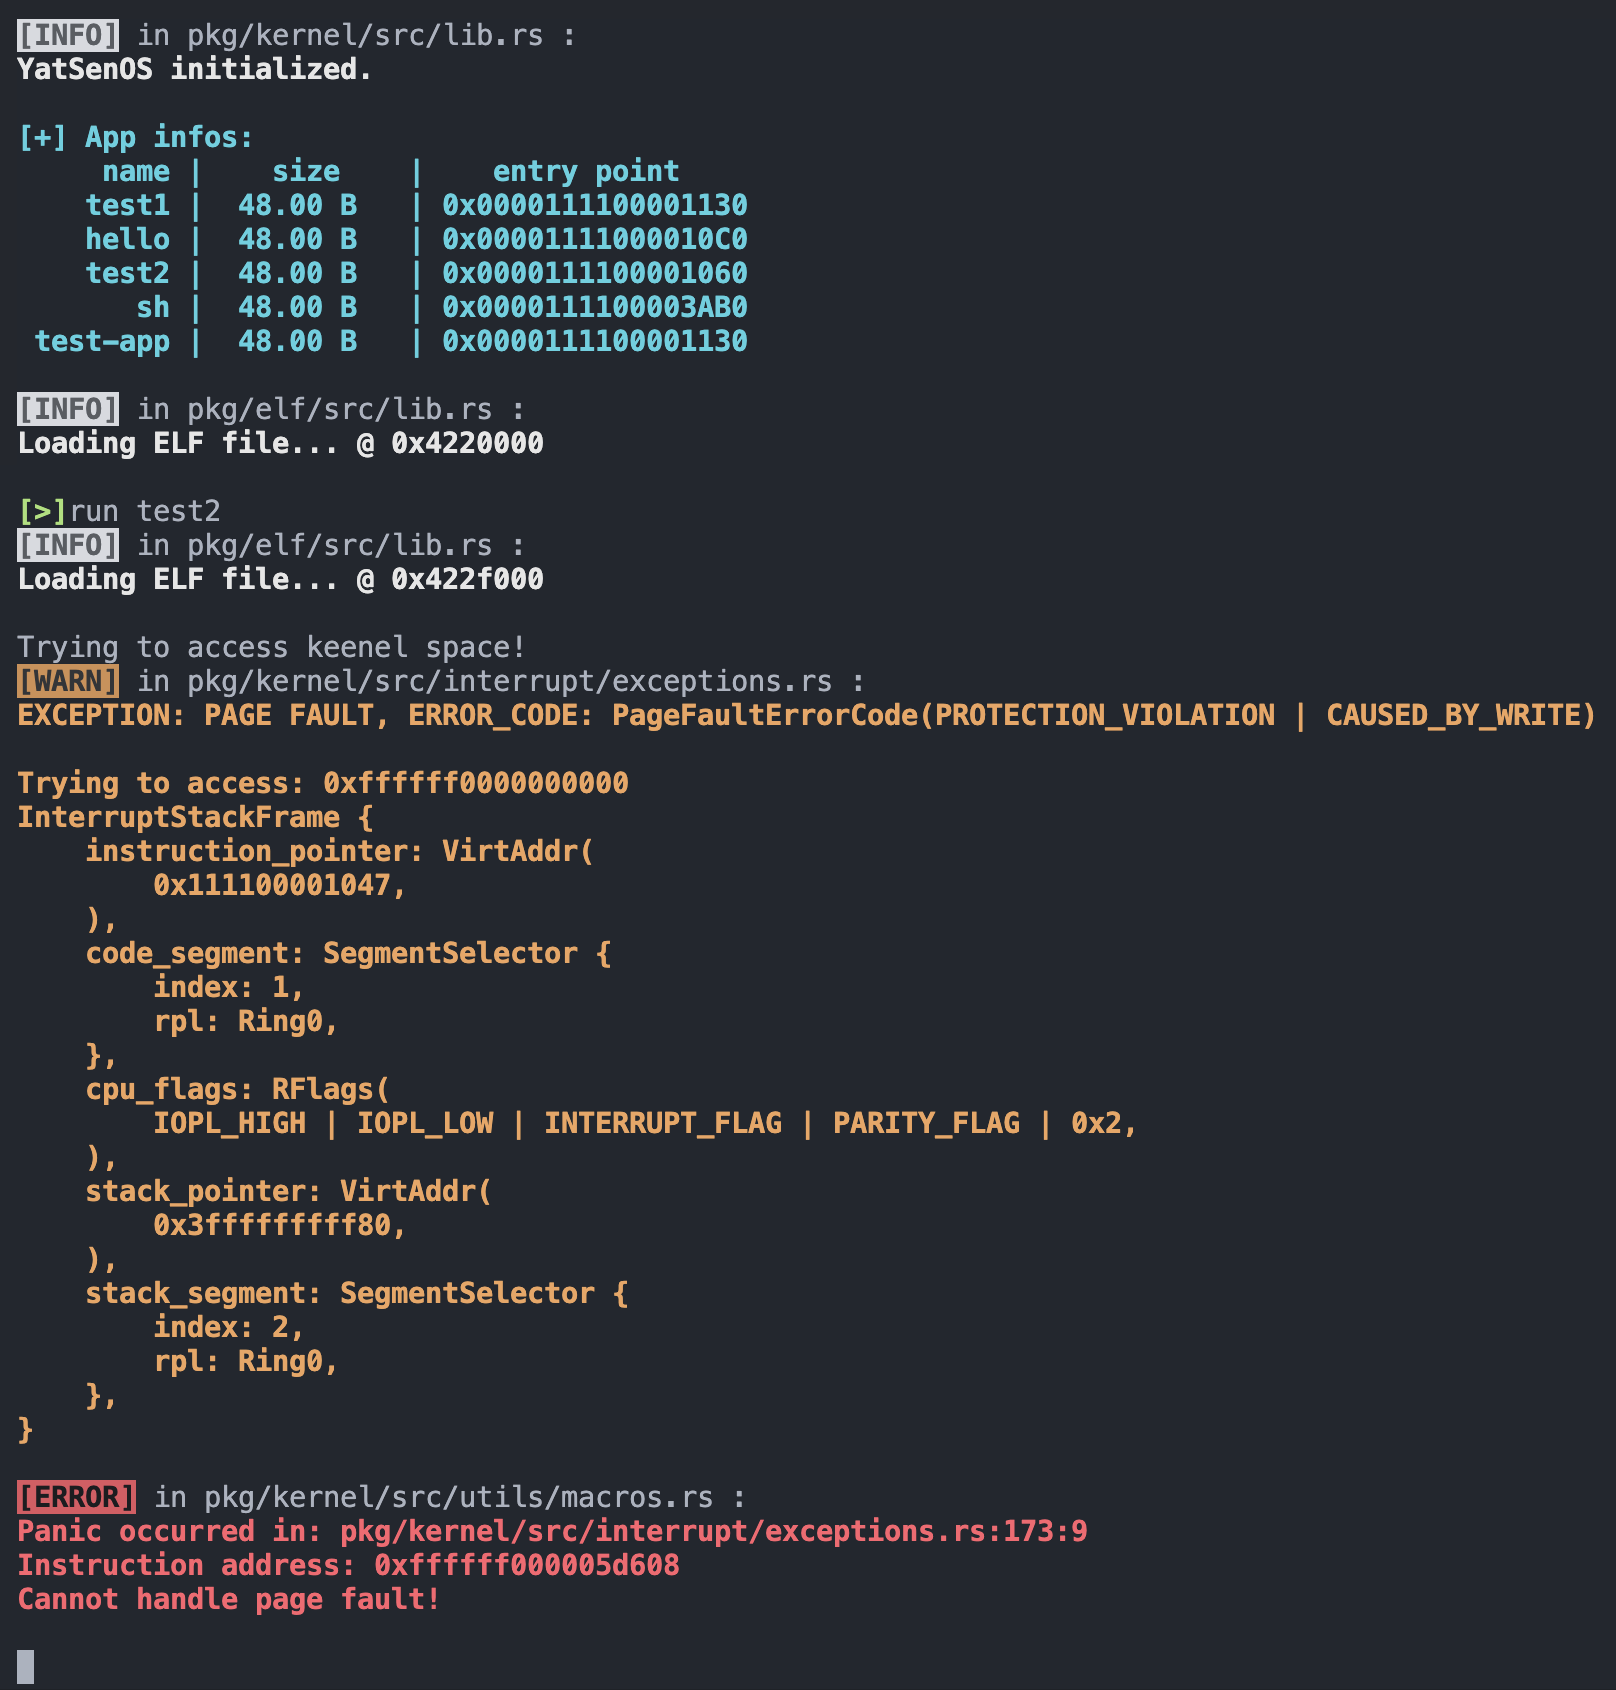 [INFO] in pkg/kernel/src/lib.rs :
YatSenOS initialized.
[+] App infos:
name |    size    |    entry point
test1 |  48.00 B   | 0x0000111100001130
hello |  48.00 B   | 0x00001111000010C0
test2 |  48.00 B   | 0x0000111100001060
sh |  48.00 B   | 0x0000111100003AB0
test-app |  48.00 B   | 0x0000111100001130
[INFO] in pkg/elf/src/lib.rs :
Loading ELF file... @ 0x4220000
[>]run test2
[INFO] in pkg/elf/src/lib.rs :
Loading ELF file... @ 0x422f000
Trying to access keenel space!
[WARN] in pkg/kernel/src/interrupt/exceptions.rs :
EXCEPTION: PAGE FAULT, ERROR_CODE: PageFaultErrorCode(PROTECTION_VIOLATION | CAUSED_BY_WRITE)
Trying to access: 0xffffff0000000000
InterruptStackFrame {
    instruction_pointer: VirtAddr(
        0x111100001047,
    ),
    code_segment: SegmentSelector {
        index: 1,
        rpl: Ring0,
    },
    cpu_flags: RFlags(
        IOPL_HIGH | IOPL_LOW | INTERRUPT_FLAG | PARITY_FLAG | 0x2,
    ),
    stack_pointer: VirtAddr(
        0x3fffffffff80,
    ),
    stack_segment: SegmentSelector {
        index: 2,
        rpl: Ring0,
    },
}
[ERROR] in pkg/kernel/src/utils/macros.rs :
Panic occurred in: pkg/kernel/src/interrupt/exceptions.rs:173:9
Instruction address: 0xffffff000005d608
Cannot handle page fault!